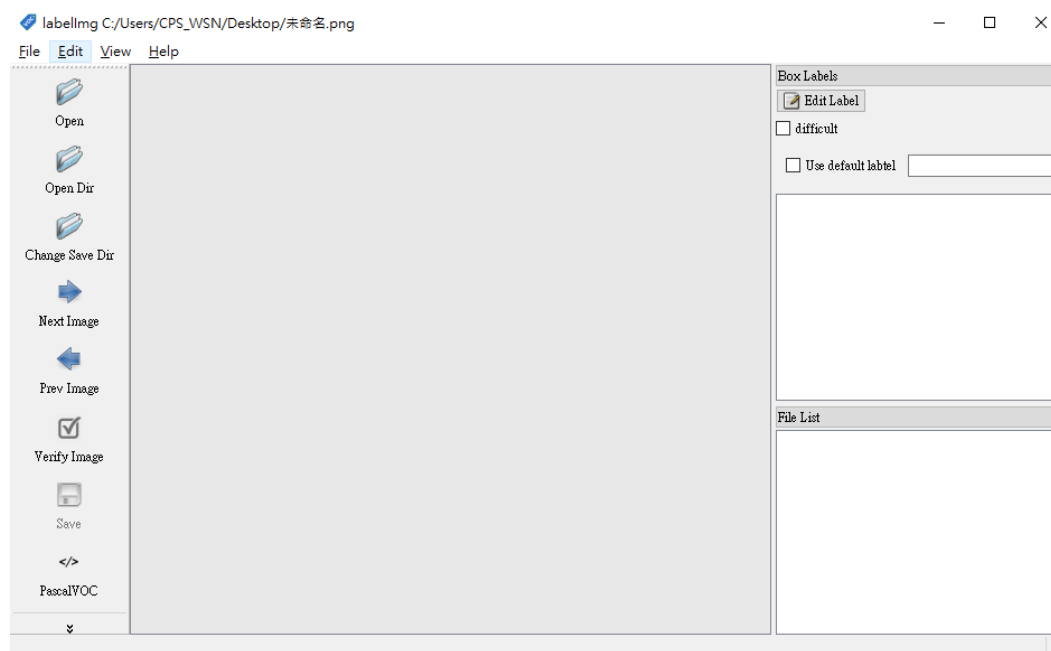 labelImg C:/Users/CPS_WSN/Desktop/未命名.png
File Edit View Help
Open
Open Dir
Change Save Dir
Next Image
Prev Image
Verify Image
Save
</>
PascalVOC
Box Labels
Edit Label
difficult
Use default labtel
File List